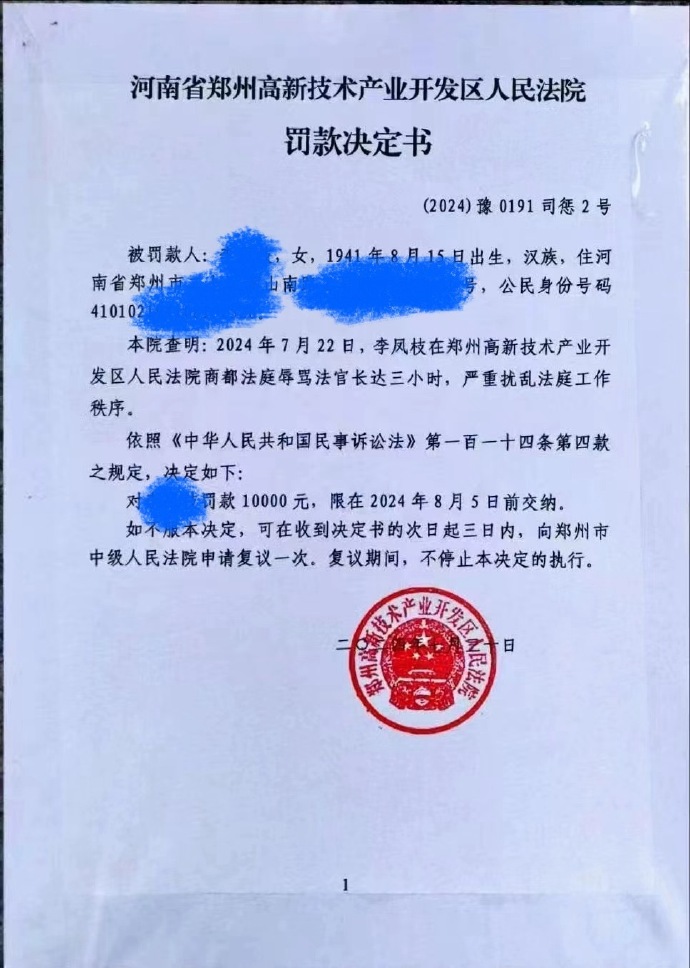 河南省郑州高新技术产业开发区人民法院
罚款决定书
(2024)豫 0191 司惩 2 号
被罚款人: ，女，1941 年 8 月 15 日出生，汉族，住河
南省郑州市 山南 号，公民身份号码
410102
本院查明: 2024 年 7 月 22 日，李凤枝在郑州高新技术产业开
发区人民法院商都法庭辱骂法官长达三小时，严重扰乱法庭工作
秩序。
依照《中华人民共和国民事诉讼法》第一百一十四条第四款
之规定，决定如下:
对 罚款 10000 元，限在 2024 年 8 月 5 日前交纳。
如不服本决定，可在收到决定书的次日起三日内，向郑州市
中级人民法院申请复议一次. 复议期间，不停止本决定的执行。
二〇 年 月 十日
郑州高新技术产业开发区人民法院
1